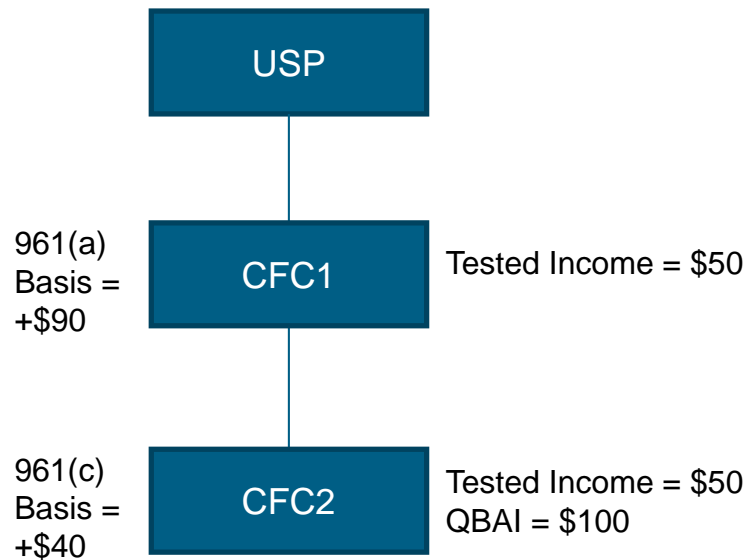 USP
961(a)
Basis =
+$90
CFC1
Tested Income = $50
961(c)
Basis =
+$40
CFC2
Tested Income = $50
QBAI = $100